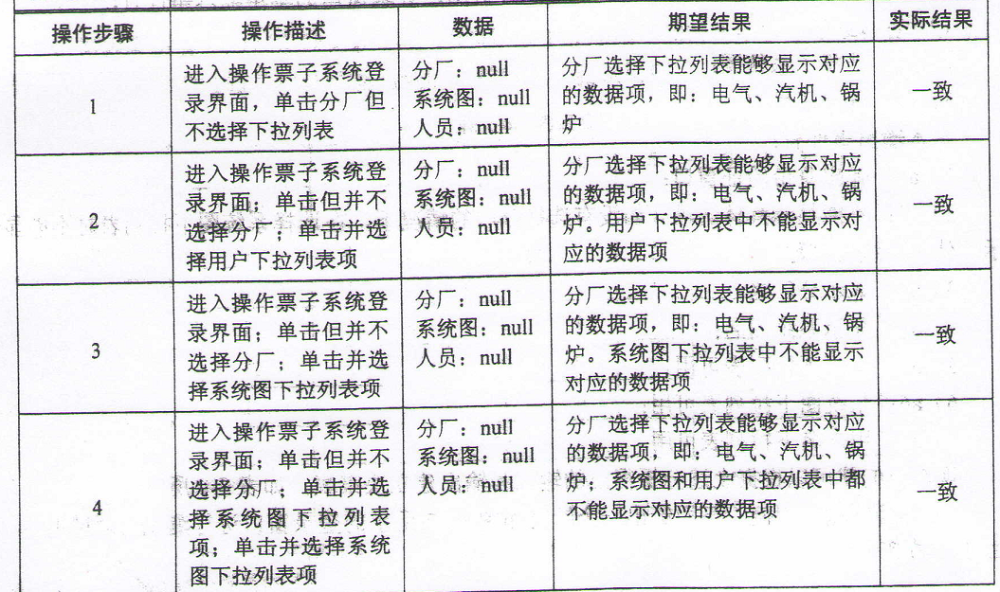 操作步骤 操作描述 数据 期望结果 实际结果
1
进入操作票子系统登
录界面，单击分厂但
不选择下拉列表
分厂：null
系统图：null
人员：null
分厂选择下拉列表能够显示对应
的数据项，即：电气、汽机、锅
炉
一致
2
进入操作票子系统登
录界面；单击但并不
选择分厂；单击并选
择用户下拉列表项
分厂：null
系统图：null
人员：null
分厂选择下拉列表能够显示对应
的数据项，即：电气、汽机、锅
炉。用户下拉列表中不能显示对
应的数据项
一致
3
进入操作票子系统登
录界面；单击但并不
选择分厂；单击并选
择系统图下拉列表项
分厂：null
系统图：null
人员：null
分厂选择下拉列表能够显示对应
的数据项，即：电气、汽机、锅
炉。系统图下拉列表中不能显示
对应的数据项
一致
4
进入操作票子系统登
录界面；单击但并不
选择分厂；单击并选
择系统图下拉列表
项；单击并选择系统
图下拉列表项
分厂：null
系统图：null
人员：null
分厂选择下拉列表能够显示对应
的数据项，即：电气、汽机、锅
炉；系统图和用户下拉列表中都
不能显示对应的数据项
一致